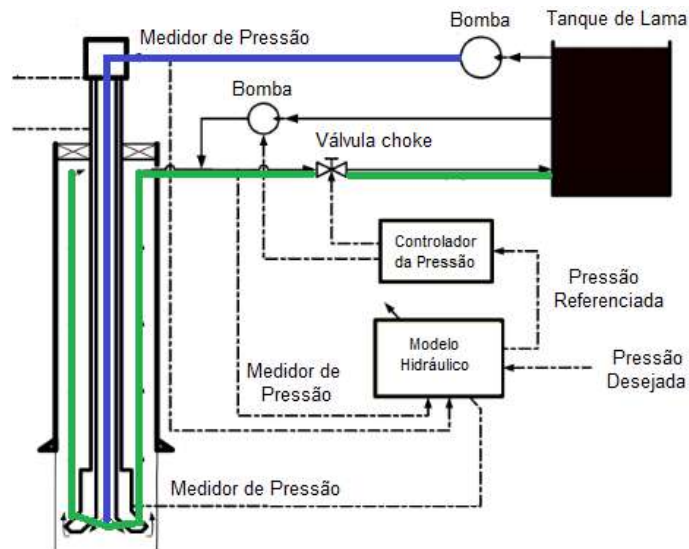 Medidor de Pressão
Bomba
Tanque de Lama
Bomba
Válvula choke
Controlador
da Pressão
Pressão
Referenciada
Modelo
Hidráulico
Pressão
Desejada
Medidor de
Pressão
Medidor de Pressão